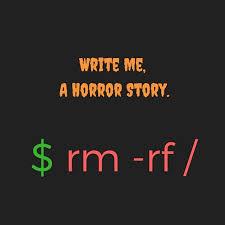 WRITE ME,
A HORROR STORY.
$ rm -rf /